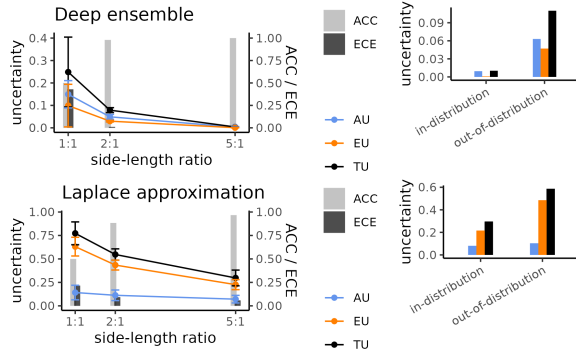 Deep ensemble
uncertainty
0.4
0.3
0.2
0.1
0.0
1.00
0.75
0.50
0.25
0.00
ACC / ECE
1:1 2:1 5:1
side-length ratio
ACC
ECE
AU
EU
TU
uncertainty
0.09
0.06
0.03
0.00
in-distribution
out-of-distribution
Laplace approximation
uncertainty
1.00
0.75
0.50
0.25
0.00
1.00
0.75
0.50
0.25
0.00
ACC / ECE
1:1 2:1 5:1
side-length ratio
ACC
ECE
AU
EU
TU
uncertainty
0.6
0.4
0.2
0.0
in-distribution
out-of-distribution